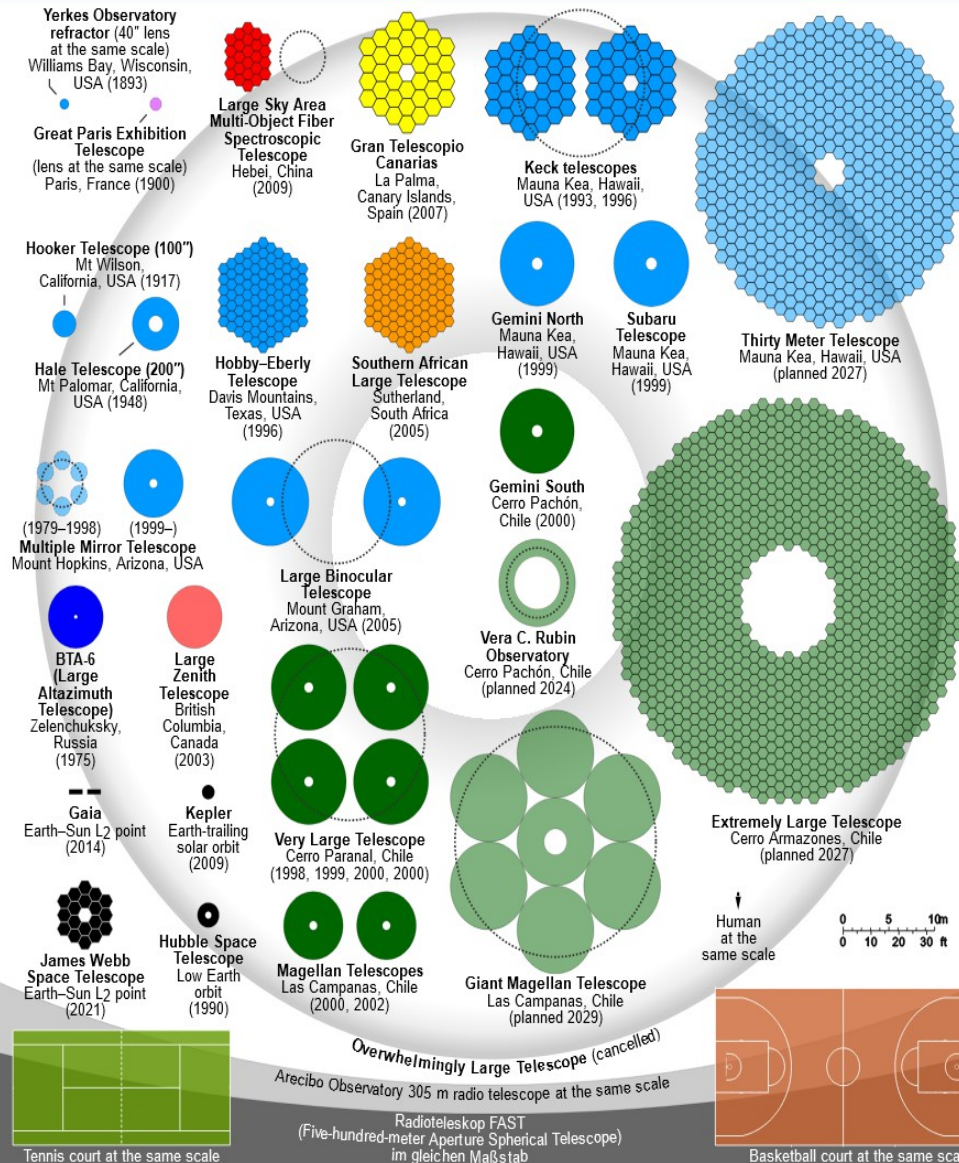 Yerkes Observatory
refractor (40″ lens
at the same scale)
Williams Bay, Wisconsin,
USA (1893)
Great Paris Exhibition
Telescope
(lens at the same scale)
Paris, France (1900)
Large Sky Area
Multi-Object Fiber
Spectroscopic
Telescope
Hebei, China
(2009)
Gran Telescopio
Canarias
La Palma,
Canary Islands,
Spain (2007)
Keck telescopes
Mauna Kea, Hawaii,
USA (1993, 1996)
Thirty Meter Telescope
Mauna Kea, Hawaii, USA
(planned 2027)
Hooker Telescope (100″)
Mt Wilson,
California, USA (1917)
Hale Telescope (200″)
Mt Palomar, California,
USA (1948)
Hobby–Eberly
Telescope
Davis Mountains,
Texas, USA
(1996)
Southern African
Large Telescope
Sutherland,
South Africa
(2005)
Gemini North
Mauna Kea,
Hawaii, USA
(1999)
Subaru
Telescope
Mauna Kea,
Hawaii, USA
(1999)
Gemini South
Cerro Pachón,
Chile (2000)
(1979–1998)
(1999–)
Multiple Mirror Telescope
Mount Hopkins, Arizona, USA
Large Binocular
Telescope
Mount Graham,
Arizona, USA (2005)
Vera C. Rubin
Observatory
Cerro Pachón, Chile
(planned 2024)
BTA-6
(Large
Altazimuth
Telescope)
Zelenchuksky,
Russia
(1975)
Large
Zenith
Telescope
British
Columbia,
Canada
(2003)
Gaia
Earth–Sun L2 point
(2014)
Kepler
Earth-trailing
solar orbit
(2009)
Very Large Telescope
Cerro Paranal, Chile
(1998, 1999, 2000, 2000)
Extremely Large Telescope
Cerro Armazones, Chile
(planned 2027)
James Webb
Space Telescope
Earth–Sun L2 point
(2021)
Hubble Space
Telescope
Low Earth
orbit
(1990)
Magellan Telescopes
Las Campanas, Chile
(2000, 2002)
Giant Magellan Telescope
Las Campanas, Chile
(planned 2029)
Human
at the
same scale
0 5 10m
0 10 20 30 ft
Overwhelmingly Large Telescope (cancelled)
Arecibo Observatory 305 m radio telescope at the same scale
Radioteleskop FAST
(Five-hundred-meter Aperture Spherical Telescope)
im gleichen Maßstab
Tennis court at the same scale
Basketball court at the same sca